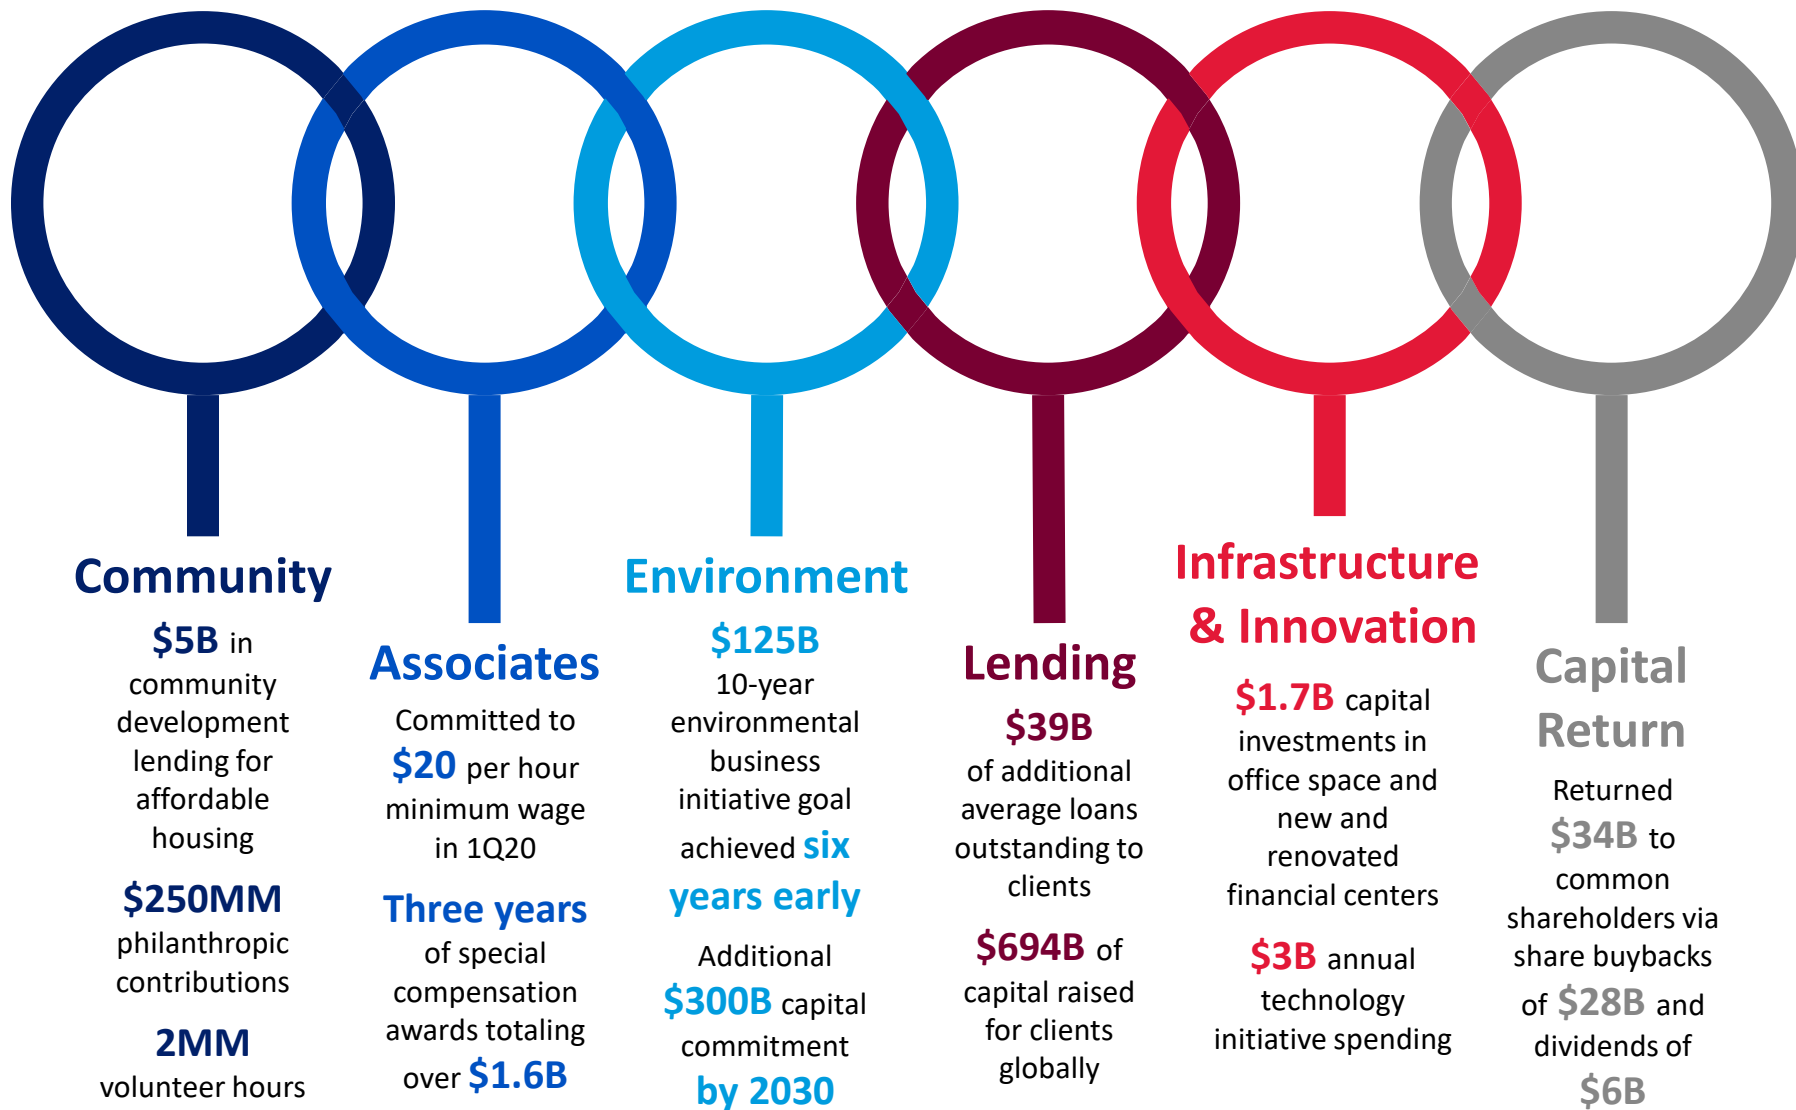 Community
$5B in
community
development
lending for
affordable
housing
$250MM
philanthropic
contributions
2MM
volunteer hours
Associates
Committed to
$20 per hour
minimum wage
in 1Q20
Three years
of special
compensation
awards totaling
over $1.6B
Environment
$125B
10-year
environmental
business
initiative goal
achieved six
years early
Additional
$300B capital
commitment
by 2030
Lending
$39B
of additional
average loans
outstanding to
clients
$694B of
capital raised
for clients
globally
Infrastructure
& Innovation
$1.7B capital
investments in
office space and
new and
renovated
financial centers
$3B annual
technology
initiative spending
Capital
Return
Returned
$34B to
common
shareholders via
share buybacks
of $28B and
dividends of
$6B